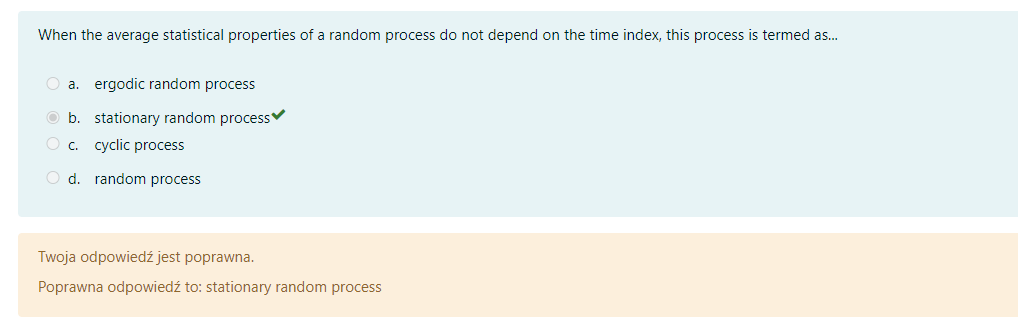 When the average statistical properties of a random process do not depend on the time index, this process is termed as...
a. ergodic random process
b. stationary random process
c. cyclic process
d. random process
Twoja odpowiedź jest poprawna.
Poprawna odpowiedź to: stationary random process